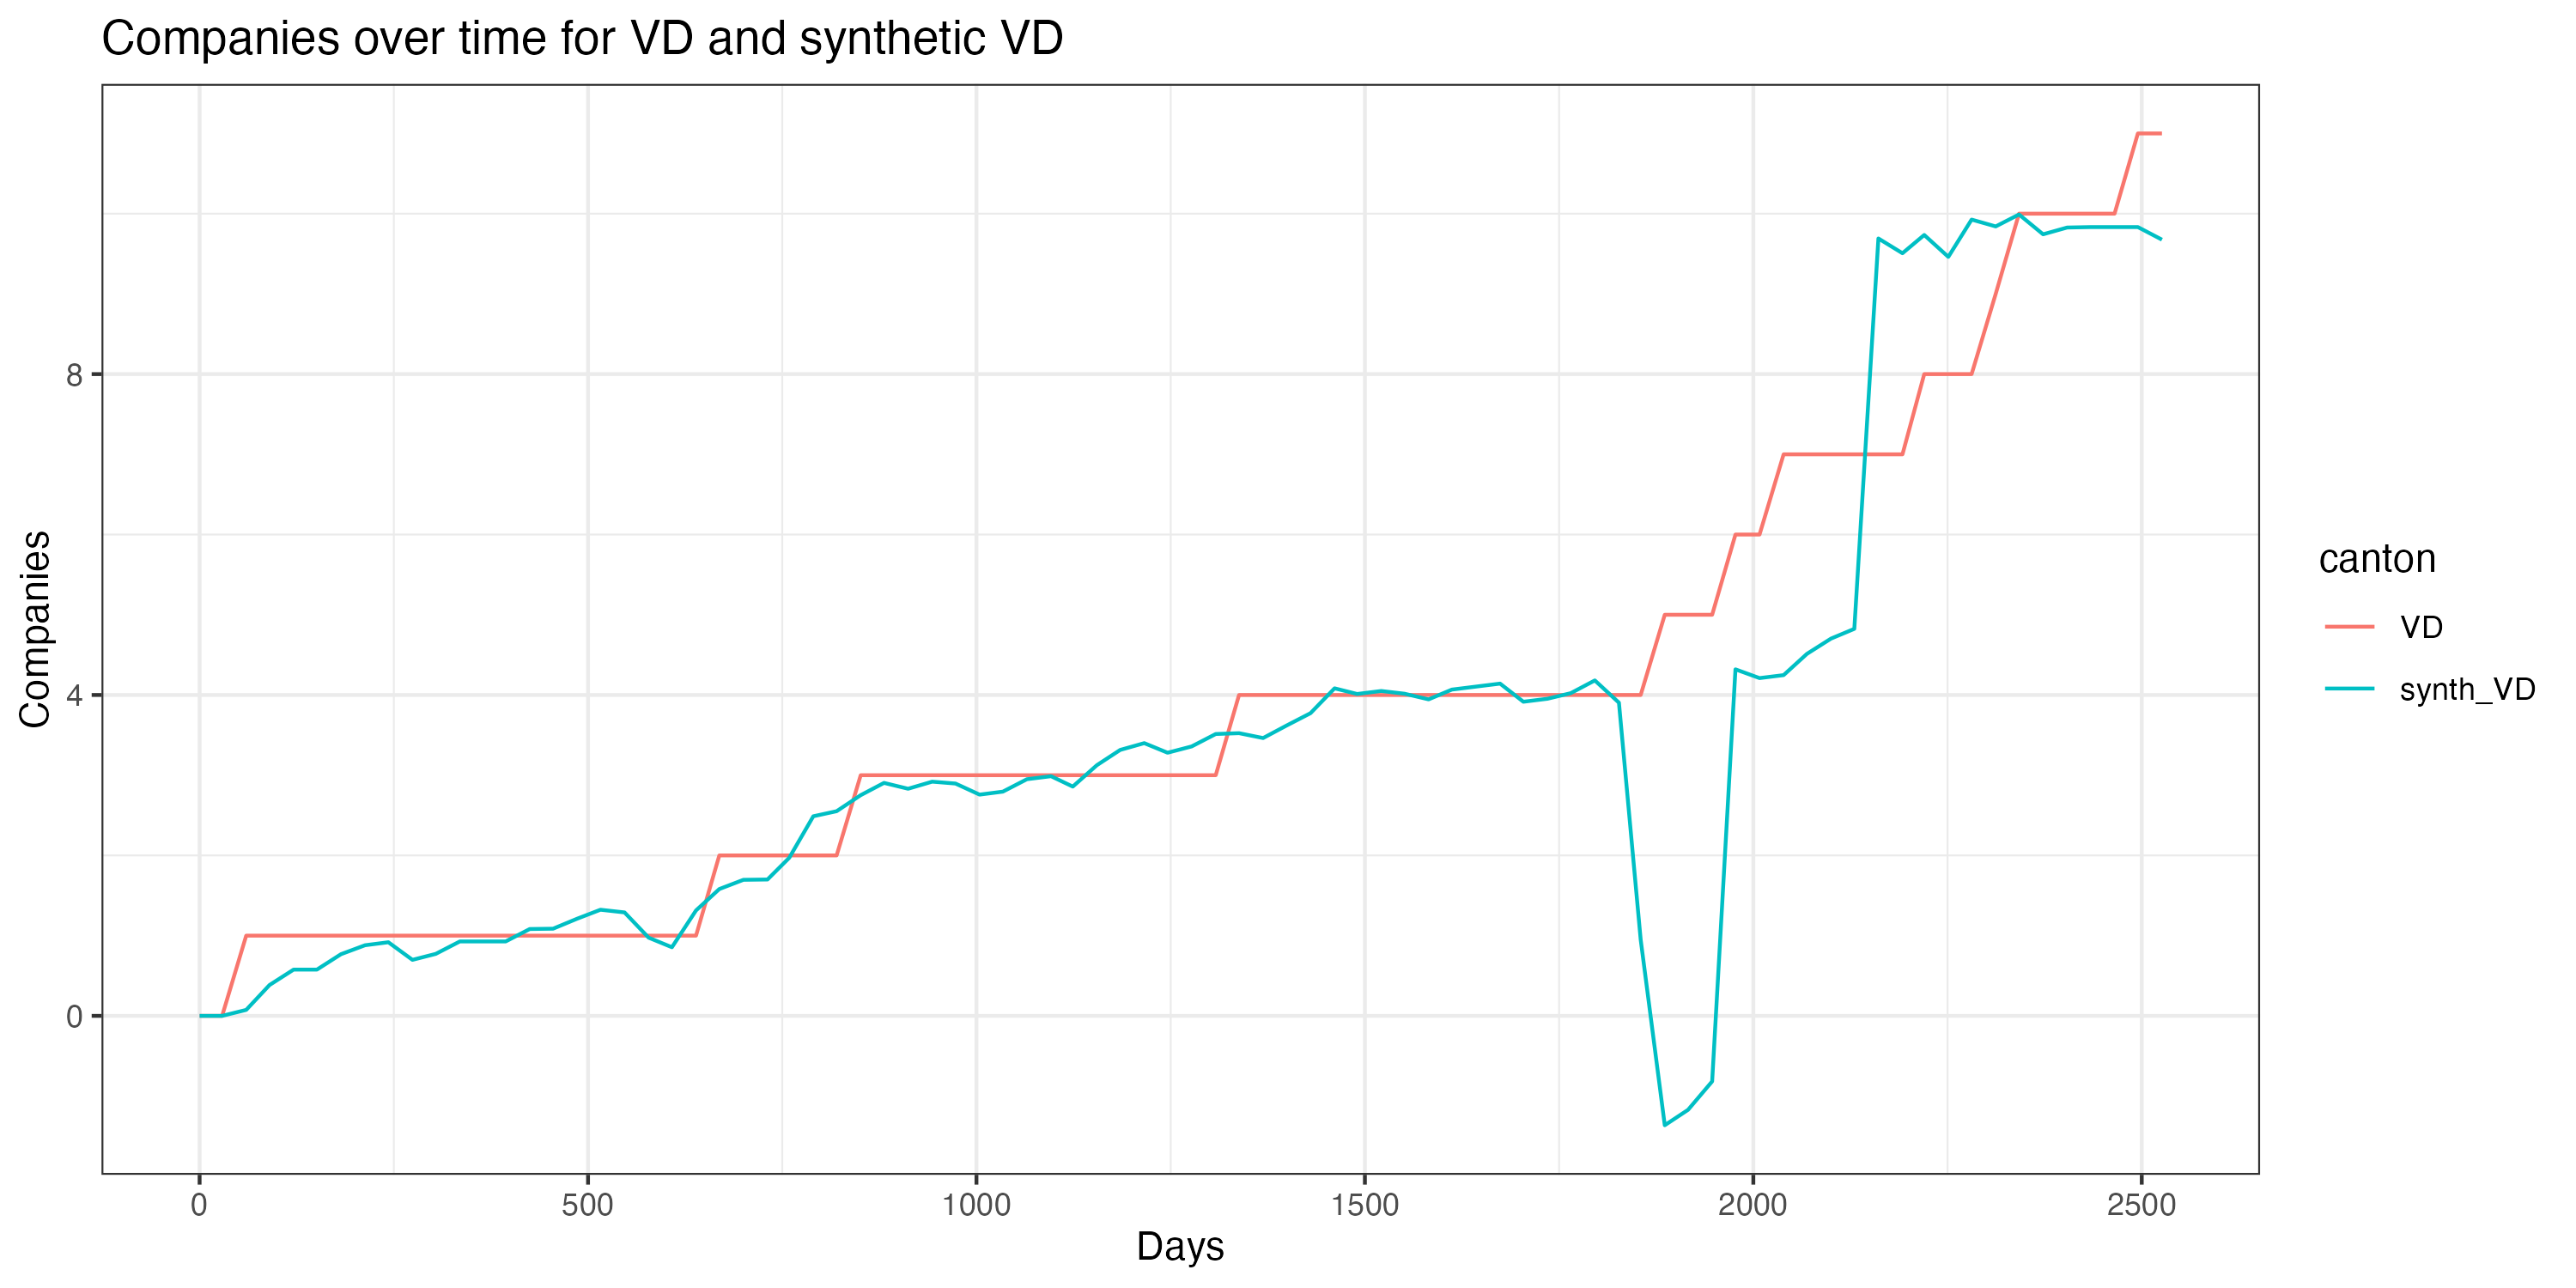 Companies over time for VD and synthetic VD
Companies
8
4
0
0
500
1000
1500
2000
2500
Days
canton
VD
synth_VD